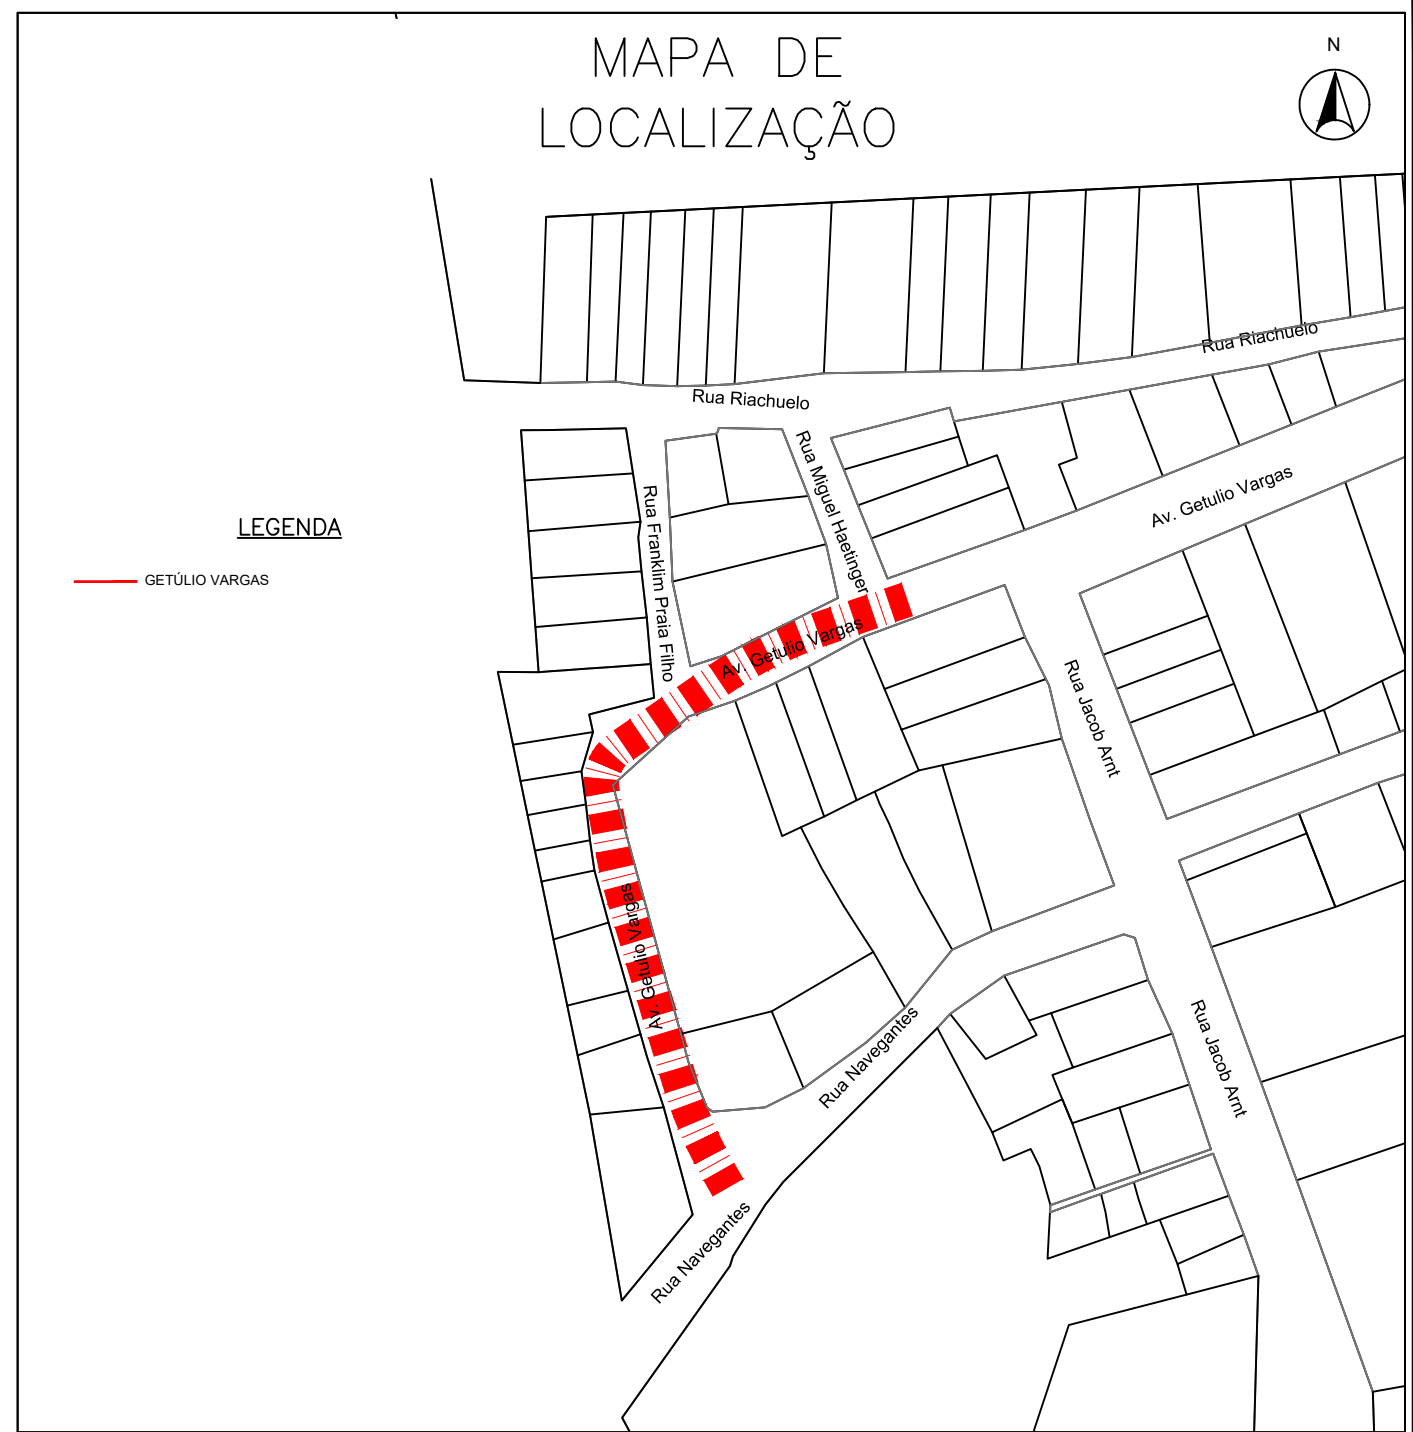 MAPA DE
LOCALIZAÇÃO
N
Rua Riachuelo
Rua Riachuelo
Rua Miguel Haetinger
Av. Getulio Vargas
Rua Franklim Praia Filho
LEGENDA
GETÚLIO VARGAS
Av. Getulio Vargas
Rua Jacob Arnt
Av. Getulio Vargas
Rua Navegantes
Rua Jacob Arnt
Rua Navegantes